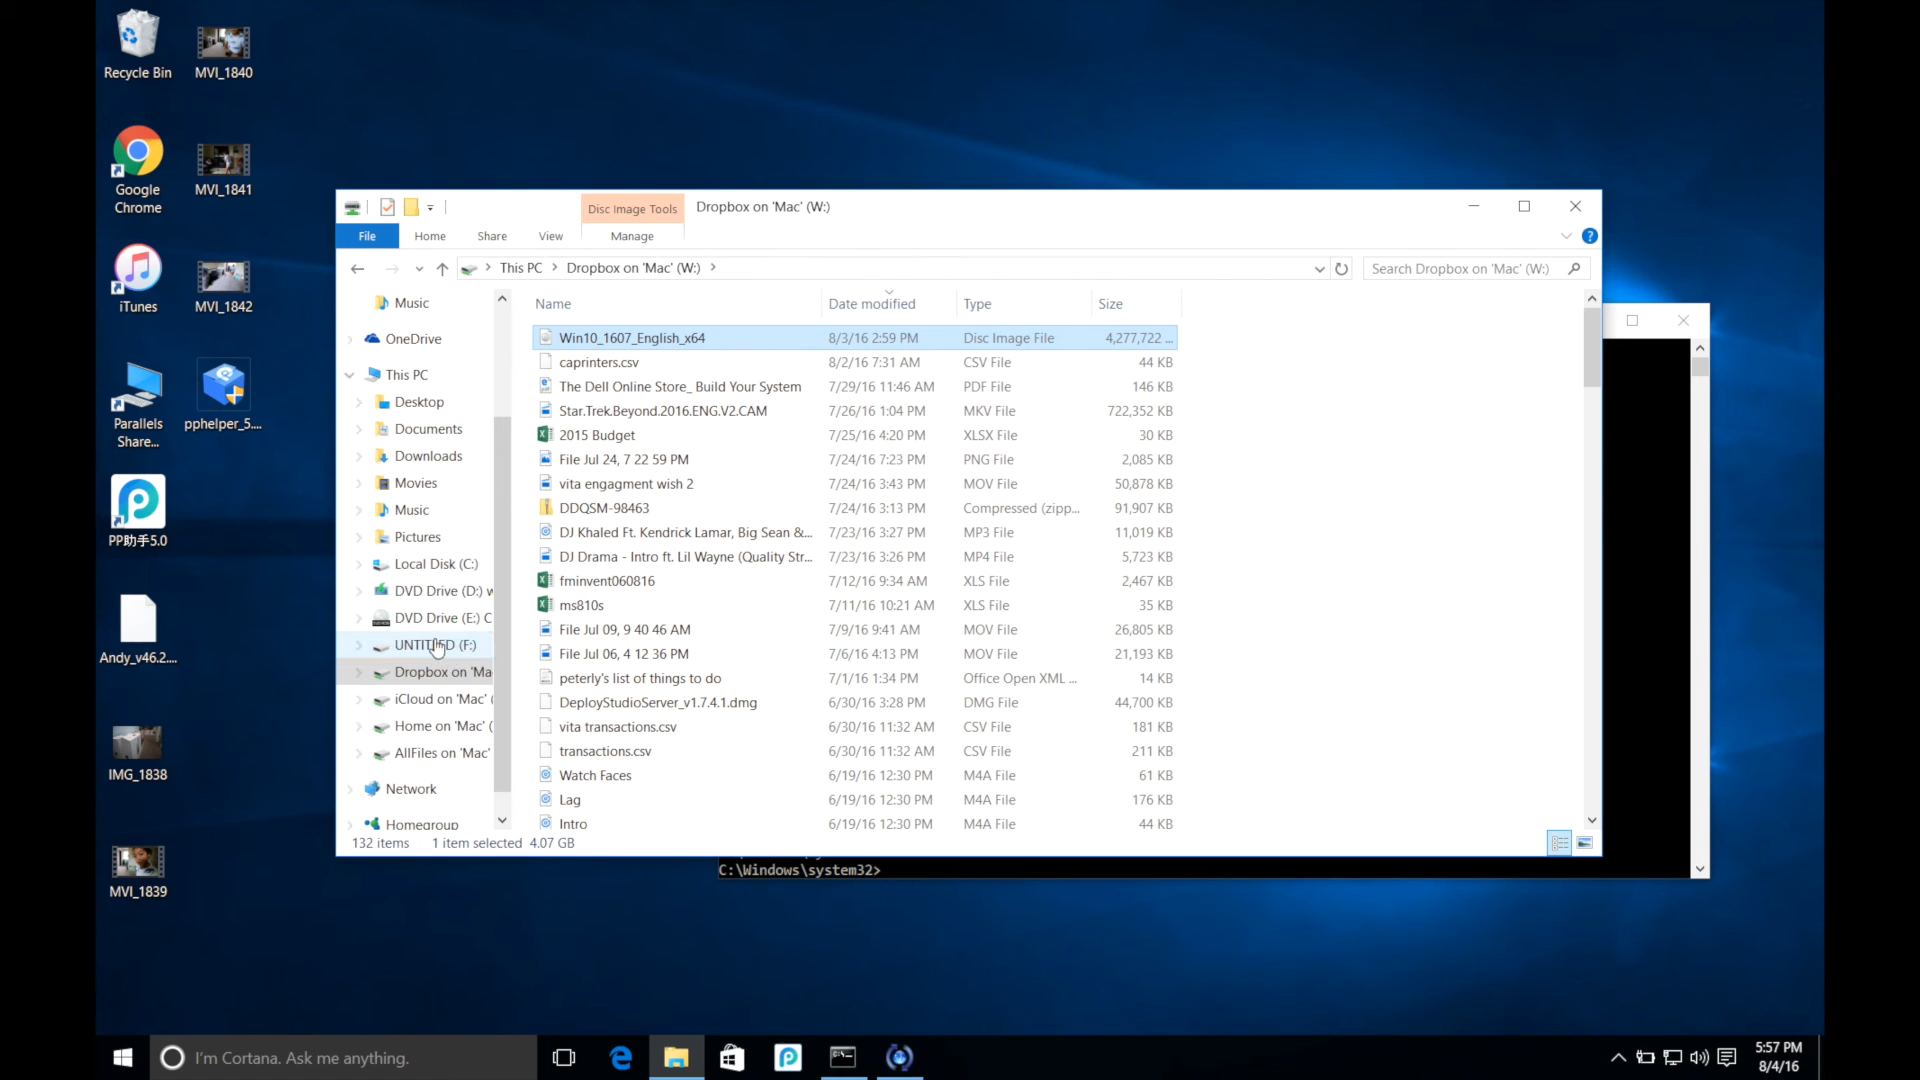 Recycle Bin
MVI_1840
Google
Chrome
MVI_1841
iTunes
MVI_1842
Parallels
Share...
pphelper_5....
PP助手5.0
Andy_v46.2....
IMG_1838
MVI_1839
Disc Image Tools
Dropbox on 'Mac' (W:)
File
Home
Share
View
Manage
?
This PC
Dropbox on 'Mac' (W:)
Search Dropbox on 'Mac' (W:)
Music
OneDrive
This PC
Desktop
Documents
Downloads
Movies
Music
Pictures
Local Disk (C:)
DVD Drive (D:) w
DVD Drive (E:) C
UNTITLED (F:)
Dropbox on 'Ma
iCloud on 'Mac' (
Home on 'Mac' (
AllFiles on 'Mac'
Network
Homegroup
Name Date modified Type Size
Win10_1607_English_x64 8/3/16 2:59 PM Disc Image File 4,277,722 ...
caprinters.csv 8/2/16 7:31 AM CSV File 44 KB
The Dell Online Store_ Build Your System 7/29/16 11:46 AM PDF File 146 KB
Star.Trek.Beyond.2016.ENG.V2.CAM 7/26/16 1:04 PM MKV File 722,352 KB
2015 Budget 7/25/16 4:20 PM XLSX File 30 KB
File Jul 24, 7 22 59 PM 7/24/16 7:23 PM PNG File 2,085 KB
vita engagment wish 2 7/24/16 3:43 PM MOV File 50,878 KB
DDQSM-98463 7/24/16 3:13 PM Compressed (zipp... 91,907 KB
DJ Khaled Ft. Kendrick Lamar, Big Sean &... 7/23/16 3:27 PM MP3 File 11,019 KB
DJ Drama - Intro ft. Lil Wayne (Quality Str... 7/23/16 3:26 PM MP4 File 5,723 KB
fminvent060816 7/12/16 9:34 AM XLS File 2,467 KB
ms810s 7/11/16 10:21 AM XLS File 35 KB
File Jul 09, 9 40 46 AM 7/9/16 9:41 AM MOV File 26,805 KB
File Jul 06, 4 12 36 PM 7/6/16 4:13 PM MOV File 21,193 KB
peterly's list of things to do 7/1/16 1:34 PM Office Open XML ... 14 KB
DeployStudioServer_v1.7.4.1.dmg 6/30/16 3:28 PM DMG File 44,700 KB
vita transactions.csv 6/30/16 11:32 AM CSV File 181 KB
transactions.csv 6/30/16 11:32 AM CSV File 211 KB
Watch Faces 6/19/16 12:30 PM M4A File 61 KB
Lag 6/19/16 12:30 PM M4A File 176 KB
Intro 6/19/16 12:30 PM M4A File 44 KB
132 items 1 item selected 4.07 GB
C:\Windows\system32>
I'm Cortana. Ask me anything.
5:57 PM
8/4/16